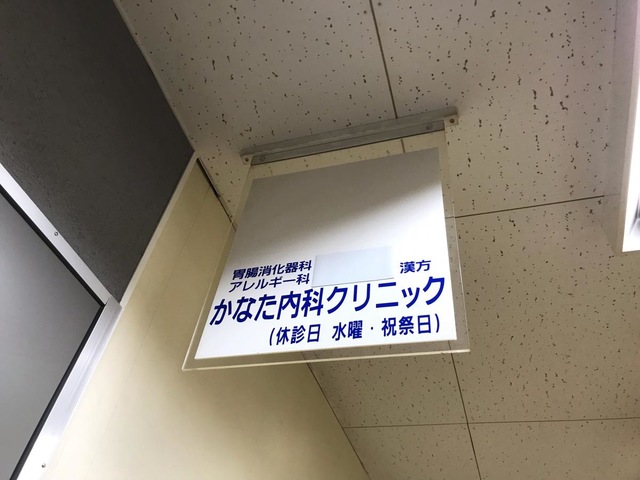 胃腸消化器科
アレルギー科
漢方
かなた内科クリニック
(休診日 水曜・祝祭日)